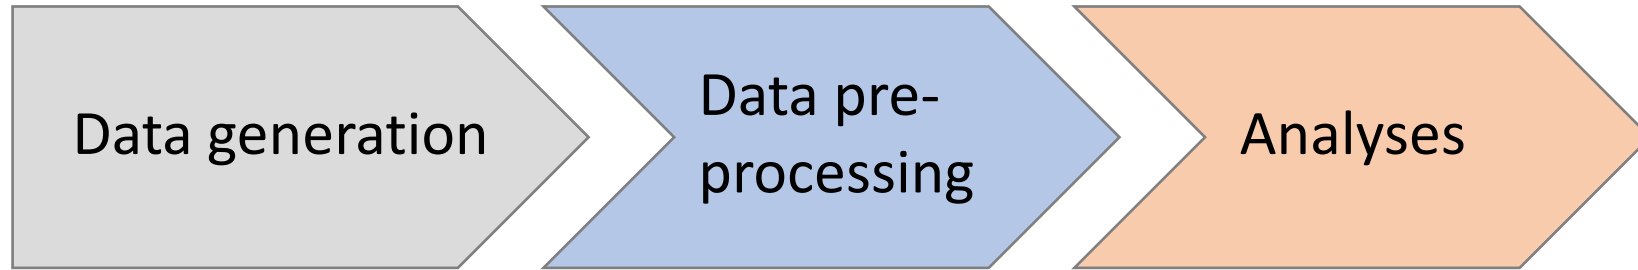 Data generation
Data pre-
processing
Analyses